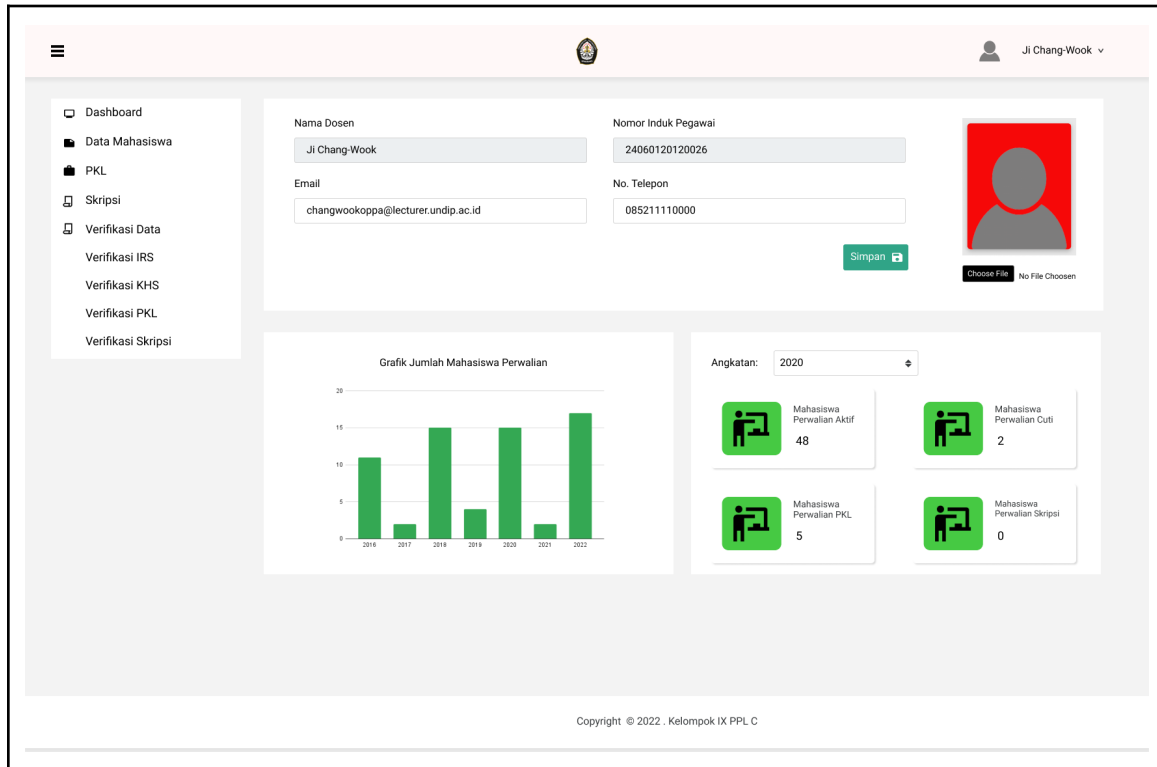 Ji Chang-Wook
Dashboard
Data Mahasiswa
PKL
Skripsi
Verifikasi Data
Verifikasi IRS
Verifikasi KHS
Verifikasi PKL
Verifikasi Skripsi
Nama Dosen
Ji Chang-Wook
Nomor Induk Pegawai
24060120120026
Email
changwookoppa@lecturer.undip.ac.id
No. Telepon
085211110000
Simpan
Choose File No File Choosen
Grafik Jumlah Mahasiswa Perwalian
20
15
10
5
0
2016 2017 2018 2019 2020 2021 2022
Angkatan: 2020
Mahasiswa
Perwalian Aktif
48
Mahasiswa
Perwalian Cuti
2
Mahasiswa
Perwalian PKL
5
Mahasiswa
Perwalian Skripsi
0
Copyright © 2022 . Kelompok IX PPL C